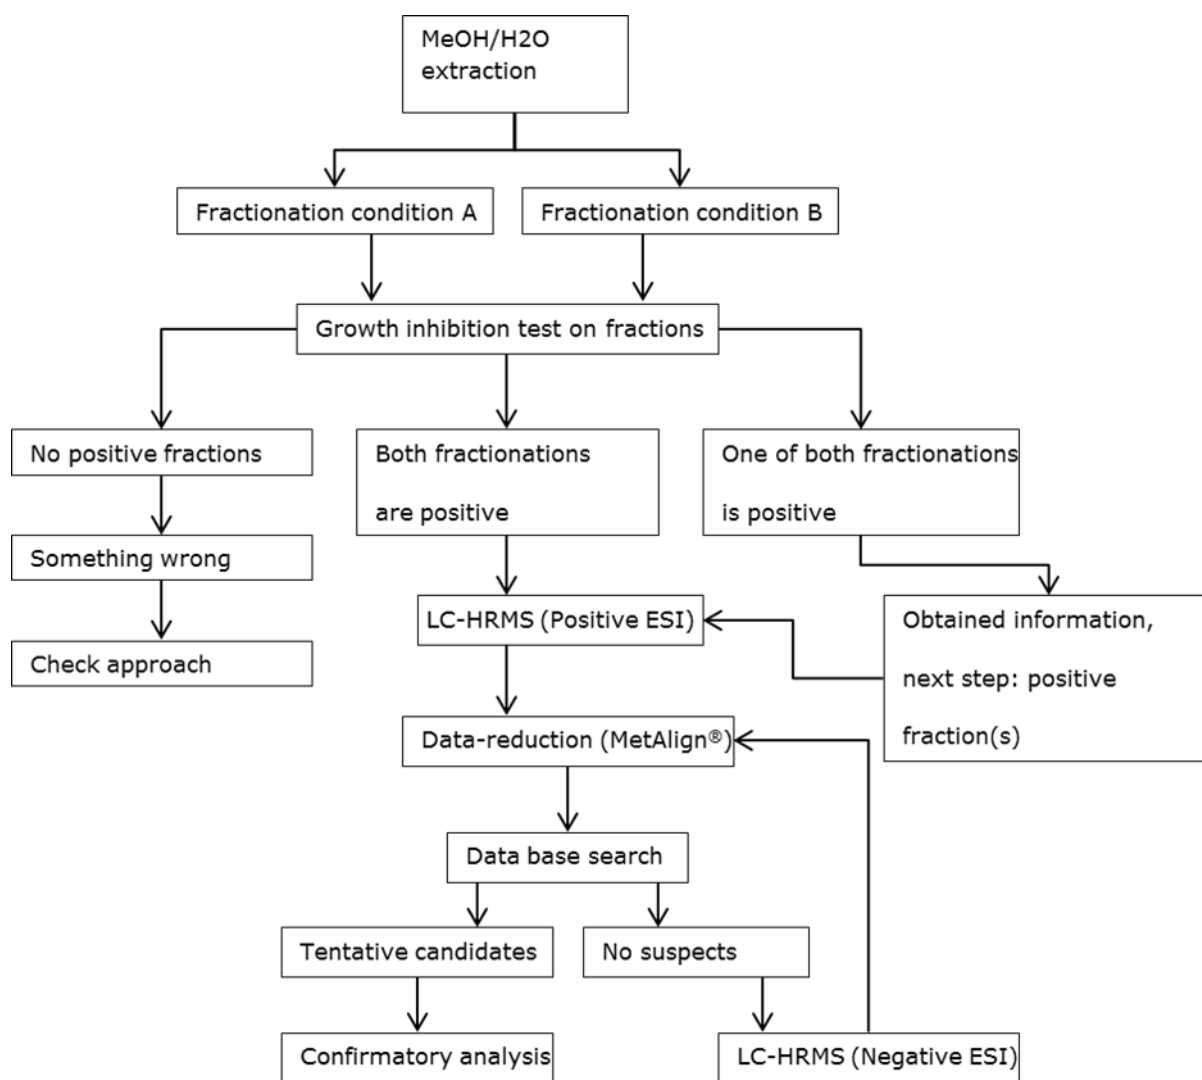 MeOH/H2O
extraction
Fractionation condition A
Fractionation condition B
Growth inhibition test on fractions
No positive fractions
Both fractionations
are positive
One of both fractionations
is positive
Something wrong
LC-HRMS (Positive ESI)
Obtained information,
next step: positive
fraction(s)
Check approach
Data-reduction (MetAlign®)
Data base search
Tentative candidates
No suspects
Confirmatory analysis
LC-HRMS (Negative ESI)